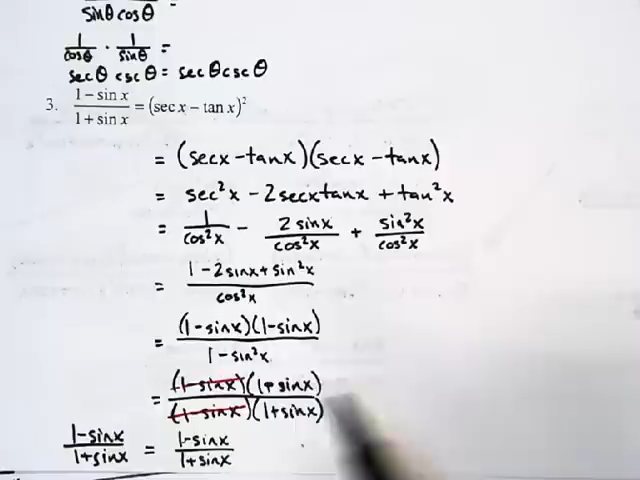 sinθ cosθ =
1/cosθ · 1/sinθ =
secθ cscθ = secθcscθ
3. (1 − sin x)/(1 + sin x) = (sec x − tan x)²
= (secx − tanx)(secx − tanx)
= sec²x − 2secxtanx + tan²x
= 1/cos²x − 2sinx/cos²x + sin²x/cos²x
= (1 − 2sinx + sin²x)/cos²x
= (1−sinx)(1−sinx)/(1−sin²x)
= (1−sinx)(1+sinx)/(1−sinx)(1+sinx)
(1−sinx)/(1+sinx) = (1−sinx)/(1+sinx)